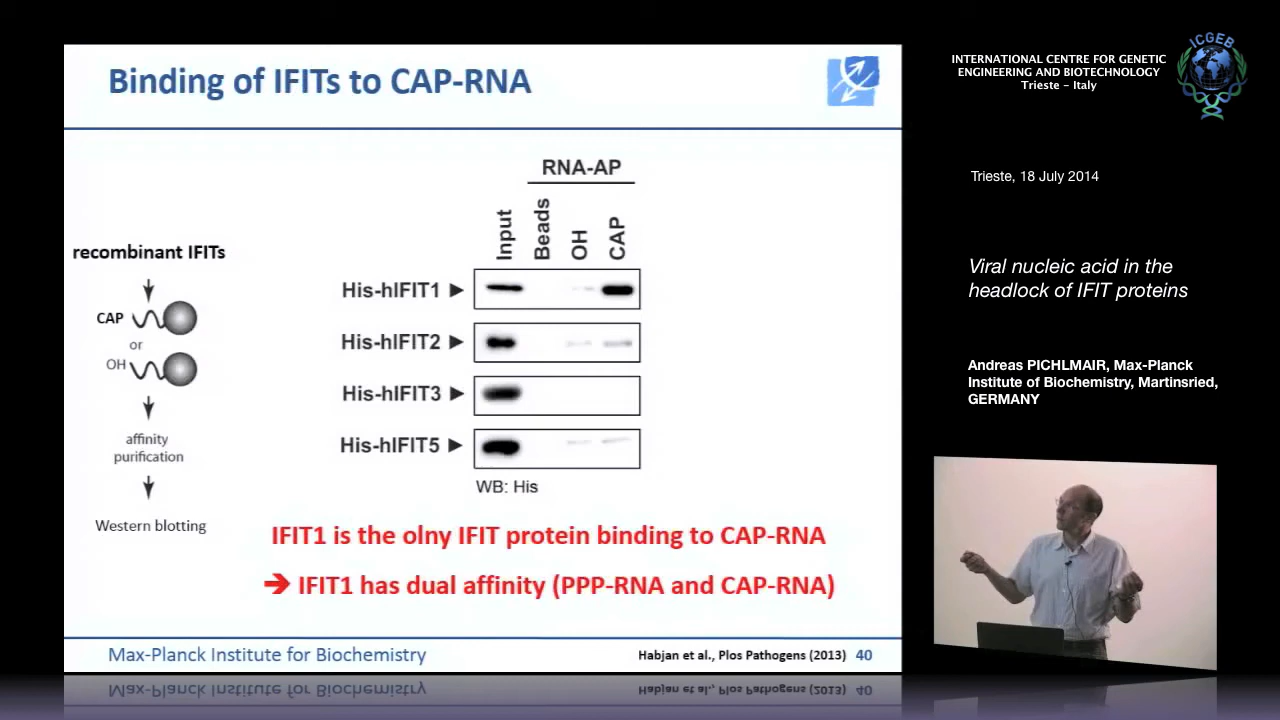 Binding of IFITs to CAP-RNA
RNA-AP
Input
Beads
OH
CAP
recombinant IFITs
CAP
or
OH
affinity
purification
Western blotting
His-hIFIT1
His-hIFIT2
His-hIFIT3
His-hIFIT5
WB: His
IFIT1 is the olny IFIT protein binding to CAP-RNA
➔ IFIT1 has dual affinity (PPP-RNA and CAP-RNA)
Max-Planck Institute for Biochemistry
Habjan et al., Plos Pathogens (2013) 40
INTERNATIONAL CENTRE FOR GENETIC
ENGINEERING AND BIOTECHNOLOGY
Trieste - Italy
ICGEB
Trieste, 18 July 2014
Viral nucleic acid in the
headlock of IFIT proteins
Andreas PICHLMAIR, Max-Planck
Institute of Biochemistry, Martinsried,
GERMANY